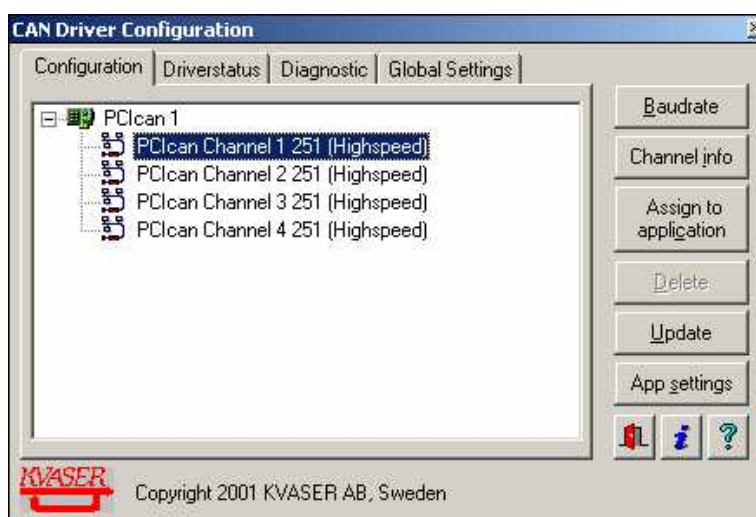 CAN Driver Configuration
Configuration Driverstatus Diagnostic Global Settings
PCIcan 1
PCIcan Channel 1 251 (Highspeed)
PCIcan Channel 2 251 (Highspeed)
PCIcan Channel 3 251 (Highspeed)
PCIcan Channel 4 251 (Highspeed)
Baudrate
Channel info
Assign to
application
Delete
Update
App settings
KVASER
Copyright 2001 KVASER AB, Sweden